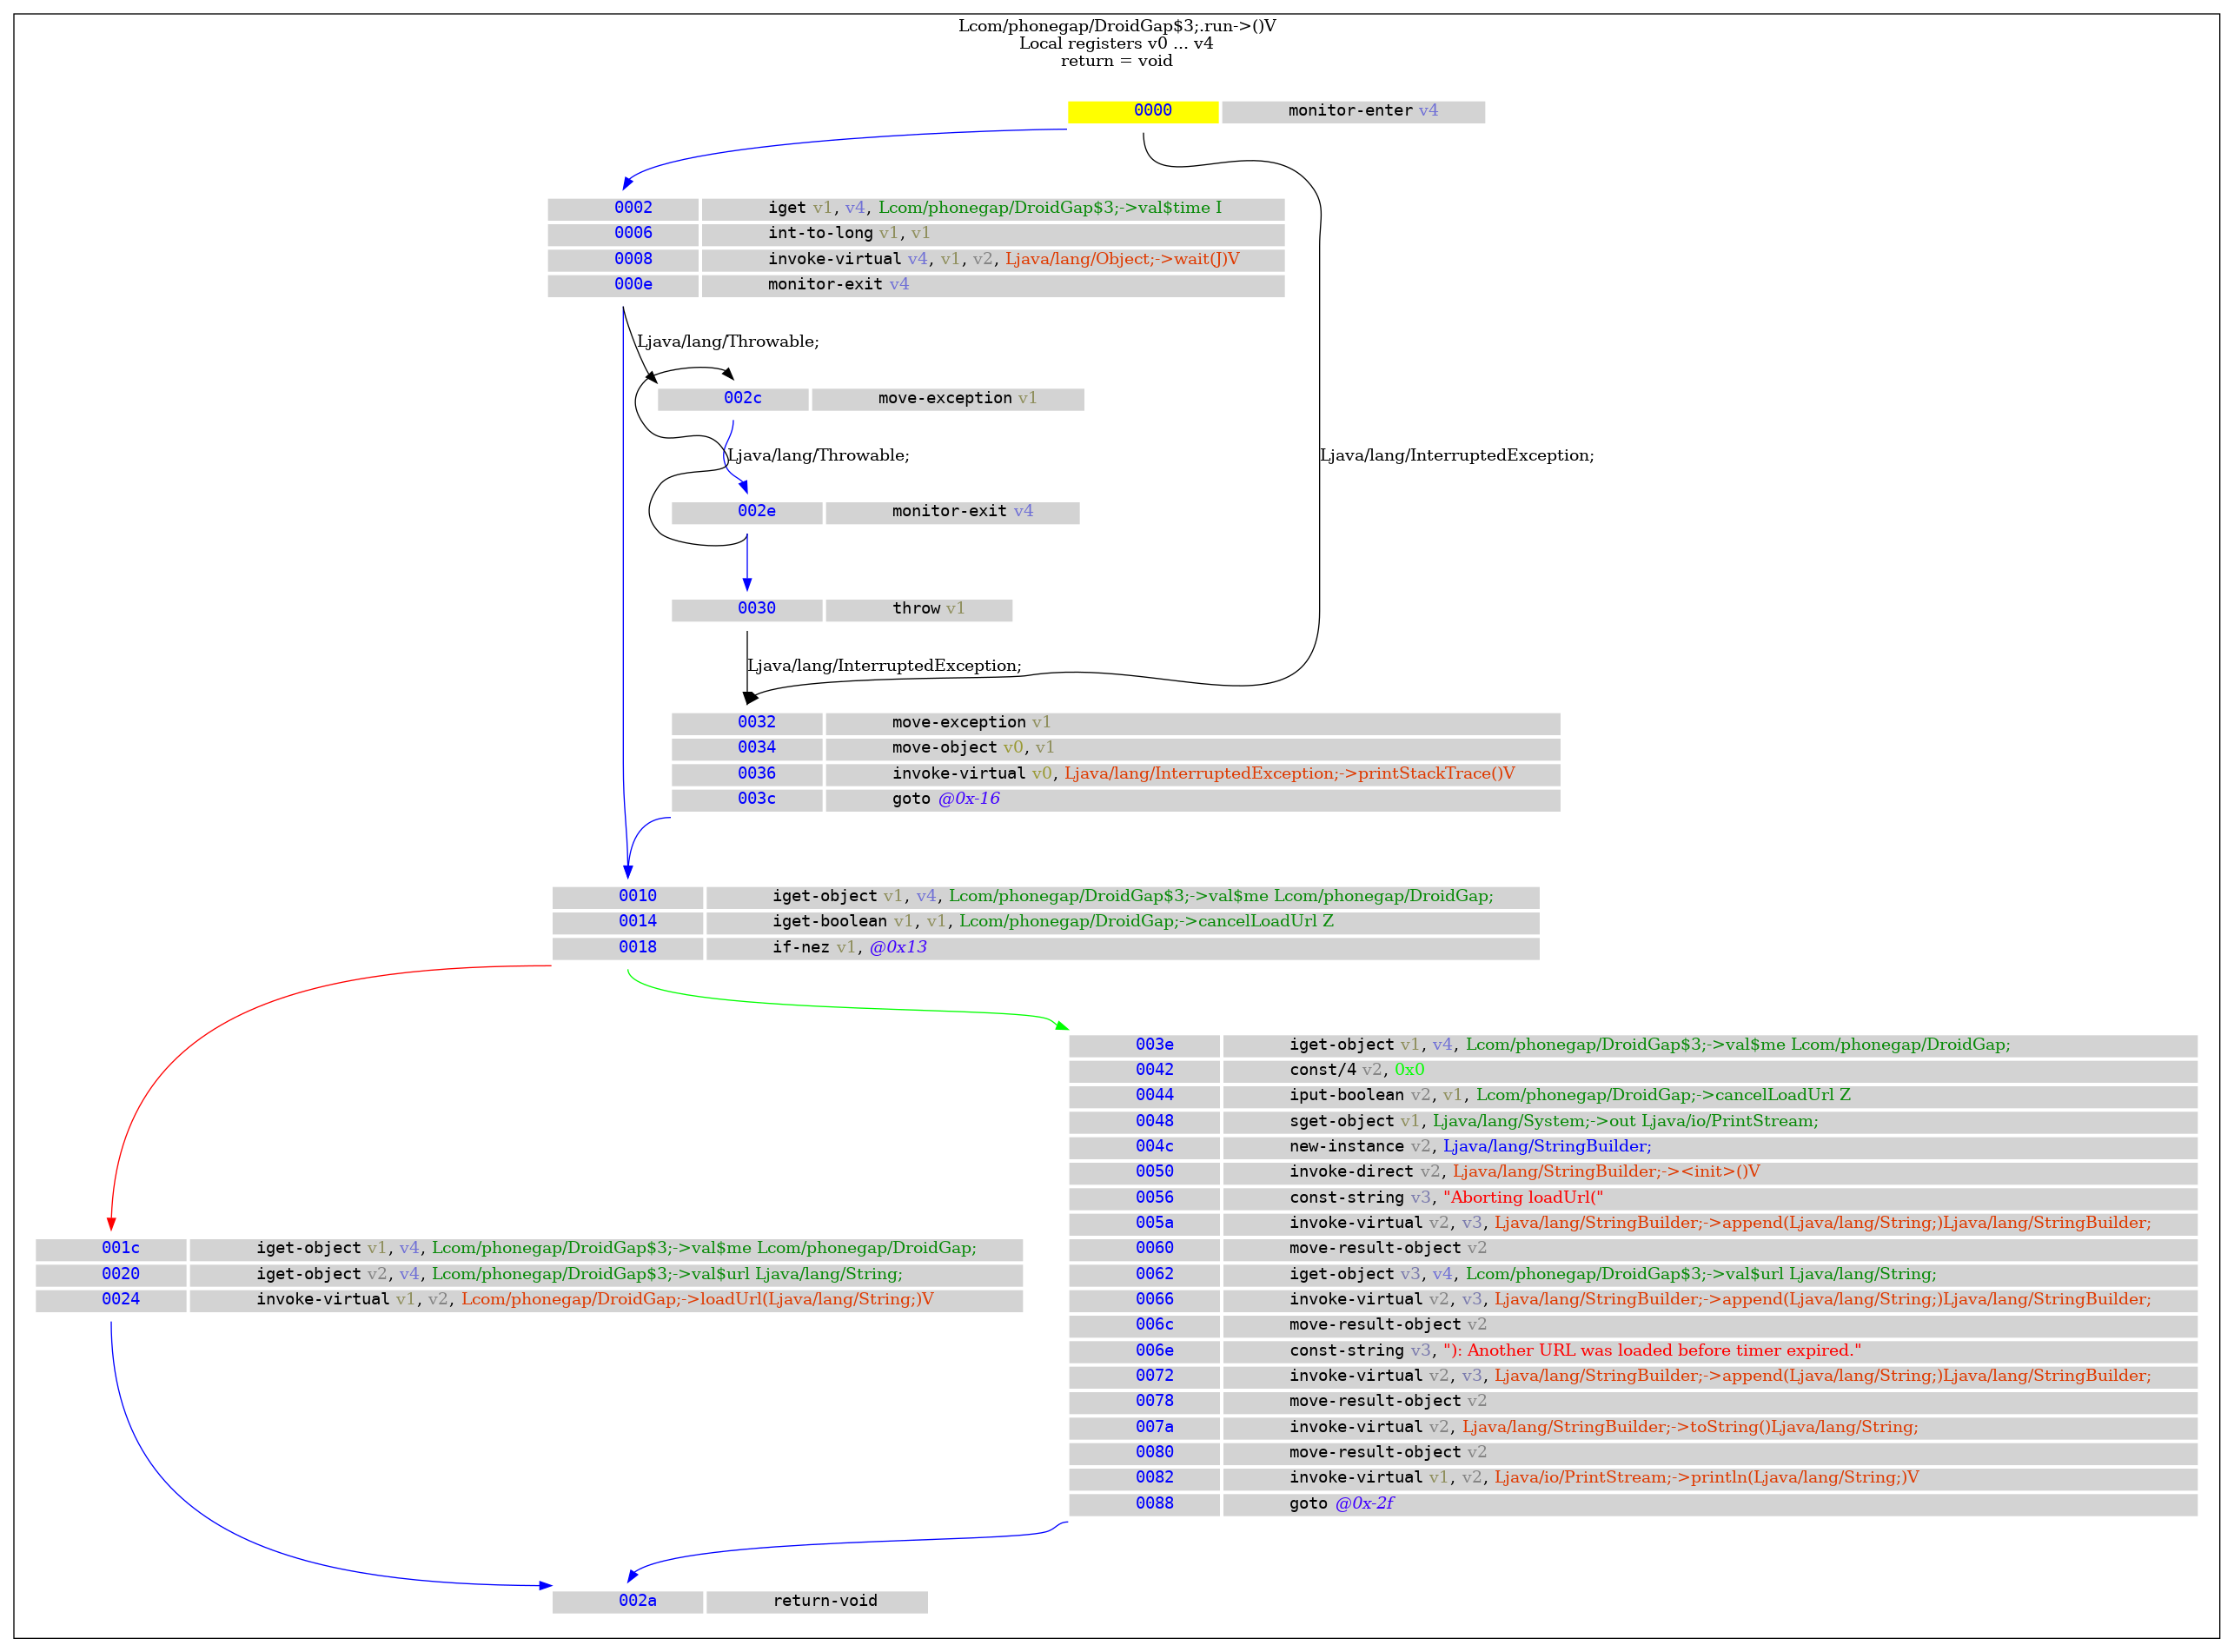 Lcom/phonegap/DroidGap$3;.run->()V
Local registers v0 ... v4
return = void
0000 monitor-enter v4
0002 iget v1, v4, Lcom/phonegap/DroidGap$3;->val$time I
0006 int-to-long v1, v1
0008 invoke-virtual v4, v1, v2, Ljava/lang/Object;->wait(J)V
000e monitor-exit v4
Ljava/lang/Throwable;
002c move-exception v1
Ljava/lang/Throwable;
Ljava/lang/InterruptedException;
002e monitor-exit v4
0030 throw v1
Ljava/lang/InterruptedException;
0032 move-exception v1
0034 move-object v0, v1
0036 invoke-virtual v0, Ljava/lang/InterruptedException;->printStackTrace()V
003c goto @0x-16
0010 iget-object v1, v4, Lcom/phonegap/DroidGap$3;->val$me Lcom/phonegap/DroidGap;
0014 iget-boolean v1, v1, Lcom/phonegap/DroidGap;->cancelLoadUrl Z
0018 if-nez v1, @0x13
003e iget-object v1, v4, Lcom/phonegap/DroidGap$3;->val$me Lcom/phonegap/DroidGap;
0042 const/4 v2, 0x0
0044 iput-boolean v2, v1, Lcom/phonegap/DroidGap;->cancelLoadUrl Z
0048 sget-object v1, Ljava/lang/System;->out Ljava/io/PrintStream;
004c new-instance v2, Ljava/lang/StringBuilder;
0050 invoke-direct v2, Ljava/lang/StringBuilder;-><init>()V
0056 const-string v3, "Aborting loadUrl("
005a invoke-virtual v2, v3, Ljava/lang/StringBuilder;->append(Ljava/lang/String;)Ljava/lang/StringBuilder;
0060 move-result-object v2
0062 iget-object v3, v4, Lcom/phonegap/DroidGap$3;->val$url Ljava/lang/String;
0066 invoke-virtual v2, v3, Ljava/lang/StringBuilder;->append(Ljava/lang/String;)Ljava/lang/StringBuilder;
006c move-result-object v2
006e const-string v3, "): Another URL was loaded before timer expired."
0072 invoke-virtual v2, v3, Ljava/lang/StringBuilder;->append(Ljava/lang/String;)Ljava/lang/StringBuilder;
0078 move-result-object v2
007a invoke-virtual v2, Ljava/lang/StringBuilder;->toString()Ljava/lang/String;
0080 move-result-object v2
0082 invoke-virtual v1, v2, Ljava/io/PrintStream;->println(Ljava/lang/String;)V
0088 goto @0x-2f
001c iget-object v1, v4, Lcom/phonegap/DroidGap$3;->val$me Lcom/phonegap/DroidGap;
0020 iget-object v2, v4, Lcom/phonegap/DroidGap$3;->val$url Ljava/lang/String;
0024 invoke-virtual v1, v2, Lcom/phonegap/DroidGap;->loadUrl(Ljava/lang/String;)V
002a return-void